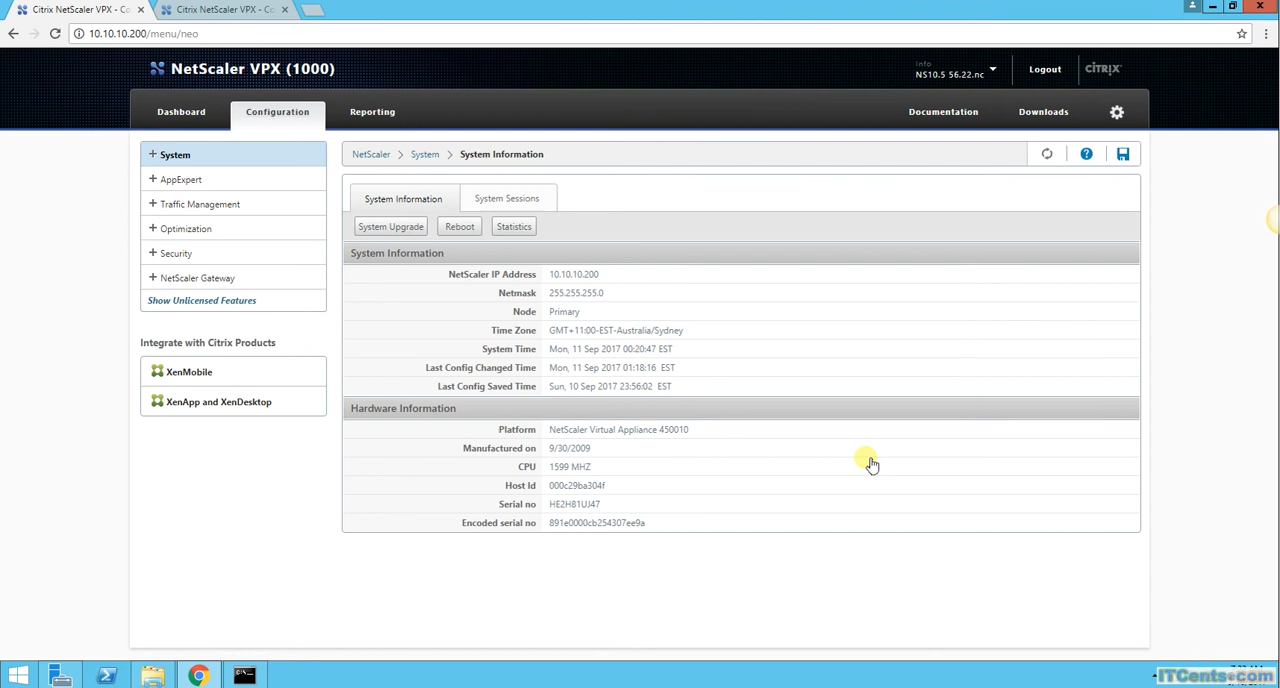 Citrix NetScaler VPX - Co
Citrix NetScaler VPX - Co
10.10.10.200/menu/neo
NetScaler VPX (1000)
Info
NS10.5 56.22.nc
Logout
CITRIX
Dashboard
Configuration
Reporting
Documentation
Downloads
+ System
+ AppExpert
+ Traffic Management
+ Optimization
+ Security
+ NetScaler Gateway
Show Unlicensed Features
Integrate with Citrix Products
XenMobile
XenApp and XenDesktop
NetScaler > System > System Information
System Information
System Sessions
System Upgrade
Reboot
Statistics
System Information
NetScaler IP Address 10.10.10.200
Netmask 255.255.255.0
Node Primary
Time Zone GMT+11:00-EST-Australia/Sydney
System Time Mon, 11 Sep 2017 00:20:47 EST
Last Config Changed Time Mon, 11 Sep 2017 01:18:16 EST
Last Config Saved Time Sun, 10 Sep 2017 23:56:02 EST
Hardware Information
Platform NetScaler Virtual Appliance 450010
Manufactured on 9/30/2009
CPU 1599 MHZ
Host Id 000c29ba304f
Serial no HE2H81UJ47
Encoded serial no 891e0000cb254307ee9a
ITCents.com